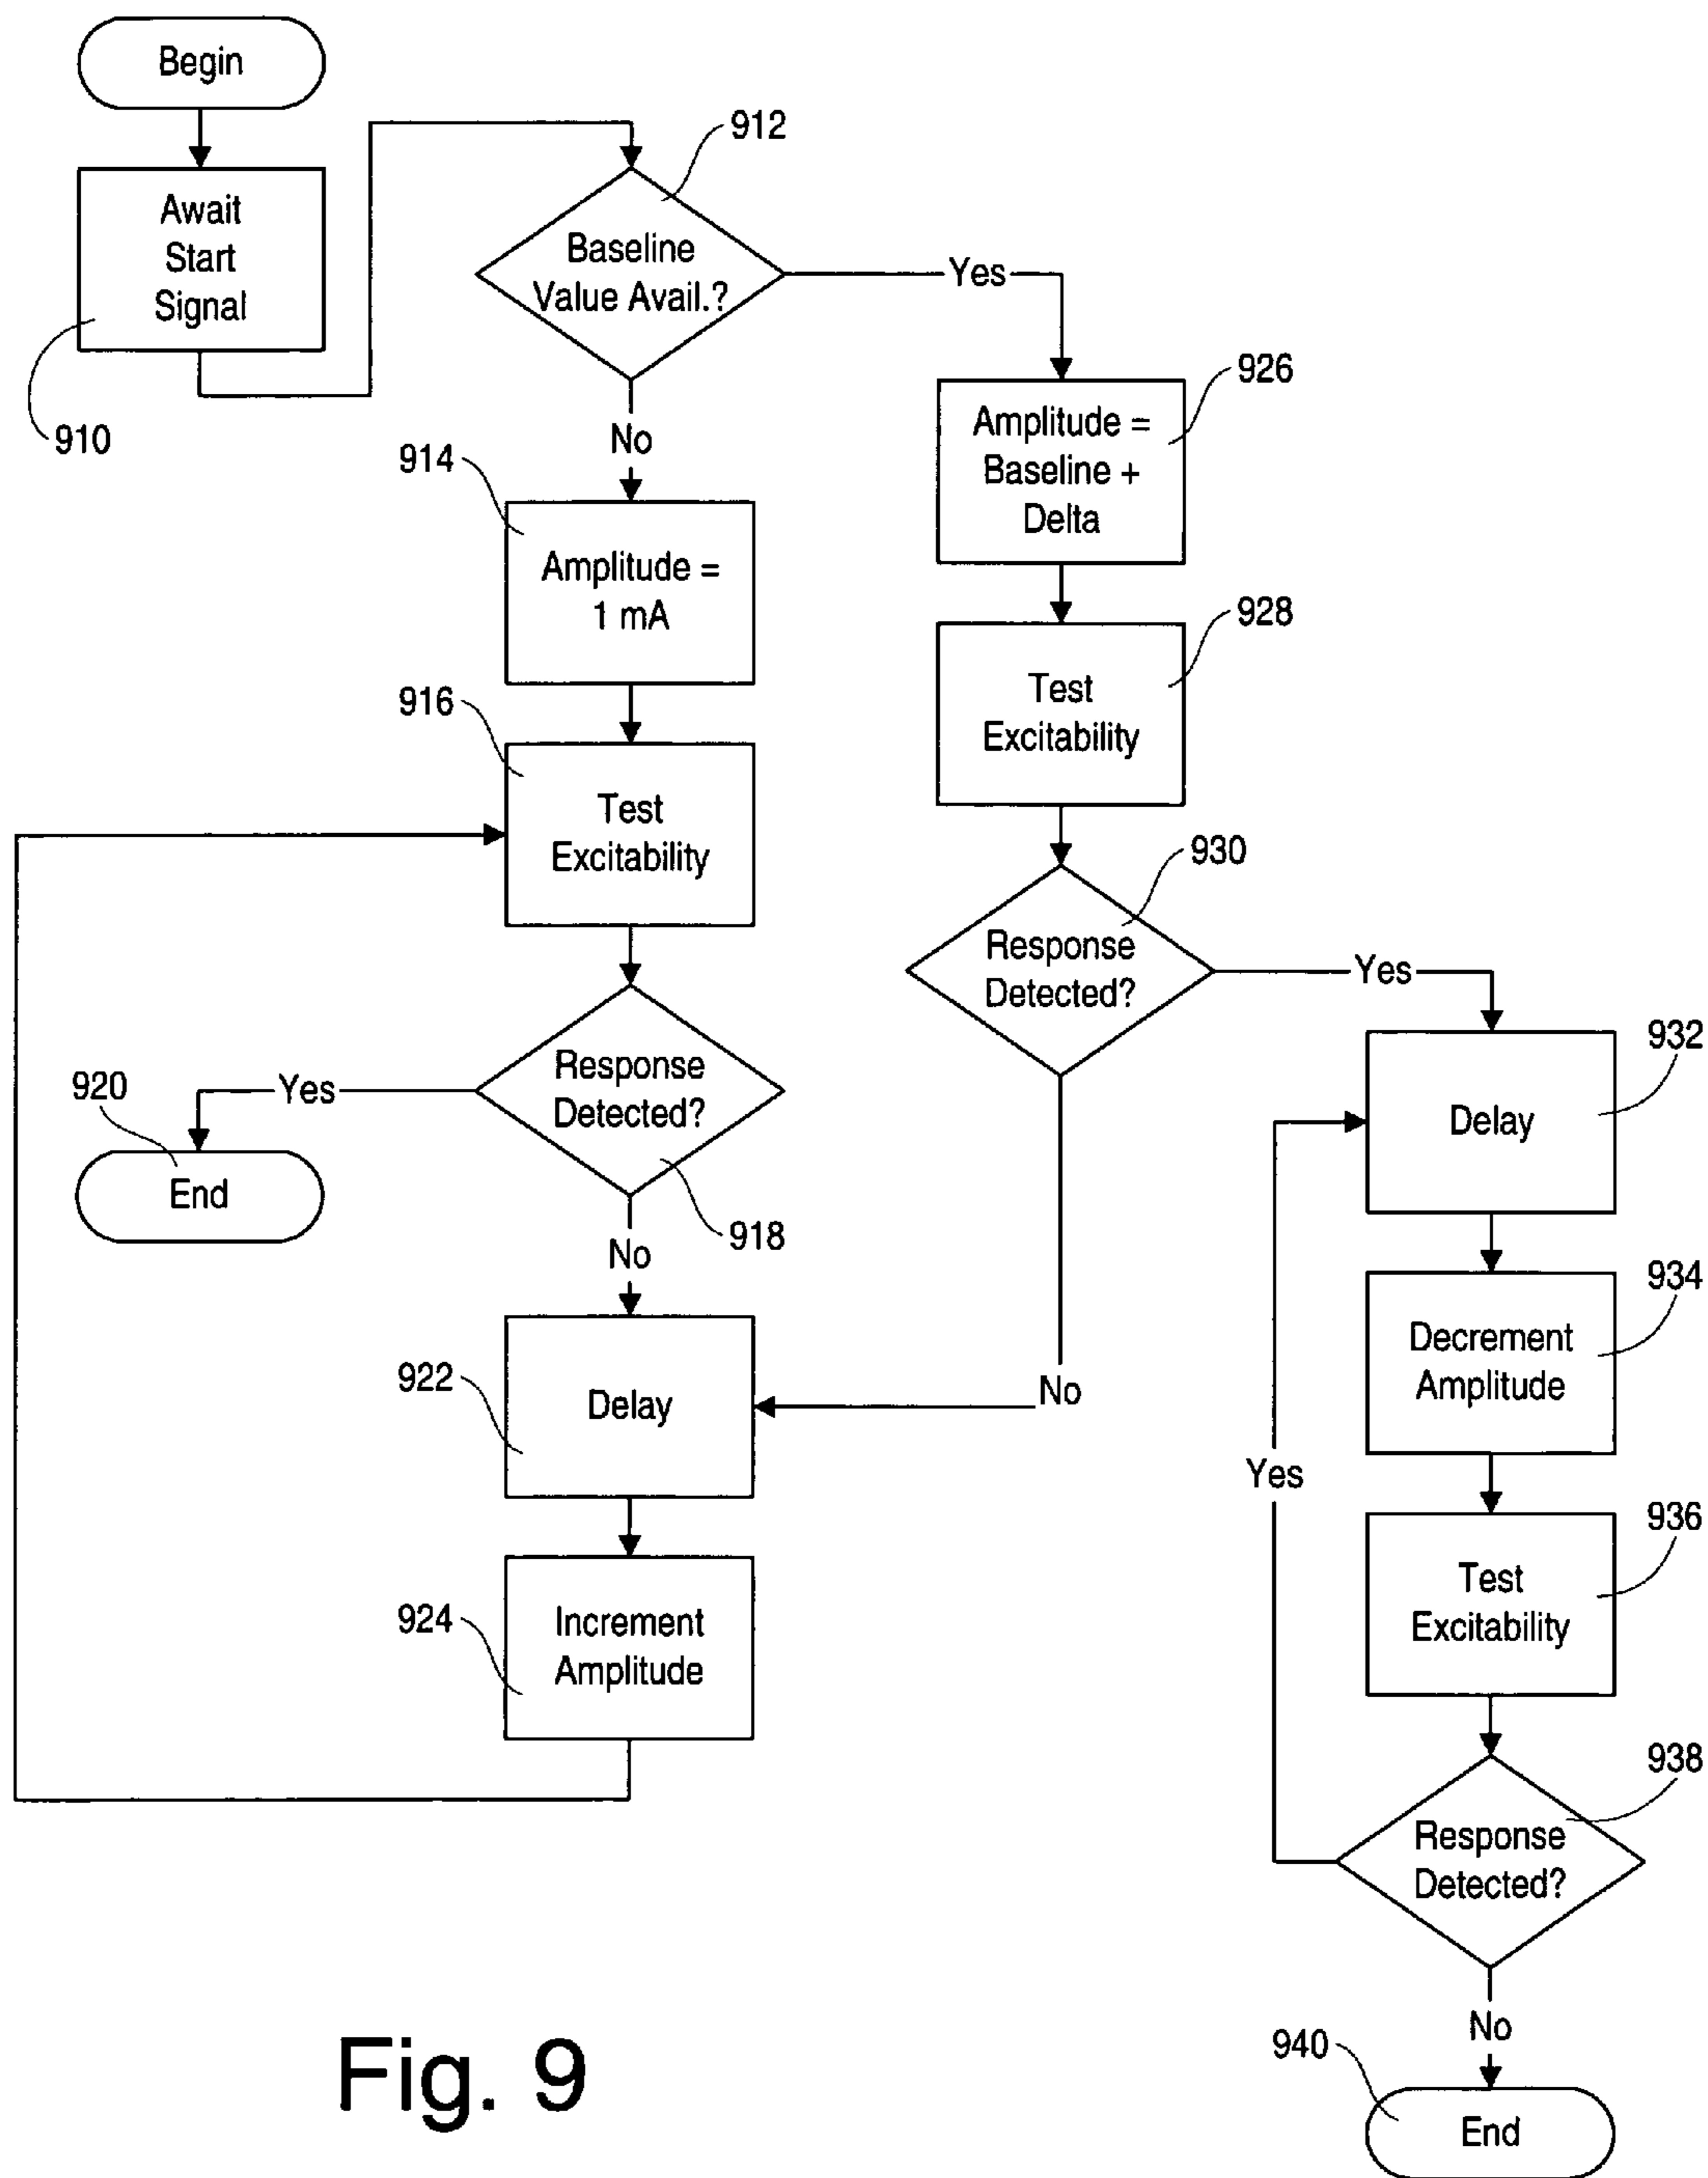 Begin
Await
Start
Signal
910
912
Baseline
Value Avail.?
Yes
No
914
Amplitude =
1 mA
916
Test
Excitability
Response
Detected?
918
Yes
920
End
No
922
Delay
924
Increment
Amplitude
926
Amplitude =
Baseline +
Delta
928
Test
Excitability
930
Response
Detected?
Yes
No
932
Delay
934
Decrement
Amplitude
936
Test
Excitability
938
Response
Detected?
Yes
No
940
End
Fig. 9